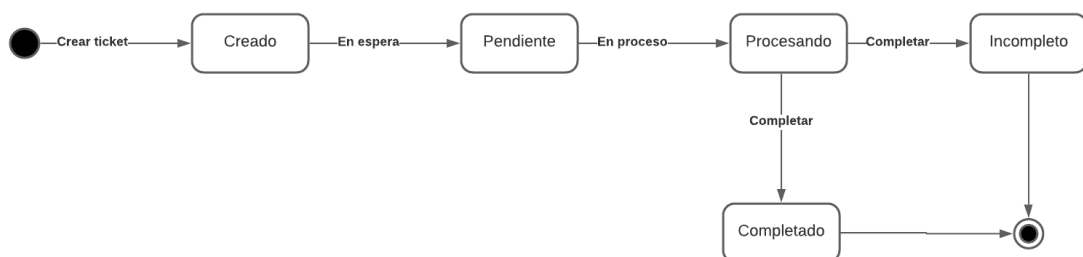 Crear ticket
Creado
En espera
Pendiente
En proceso
Procesando
Completar
Incompleto
Completar
Completado